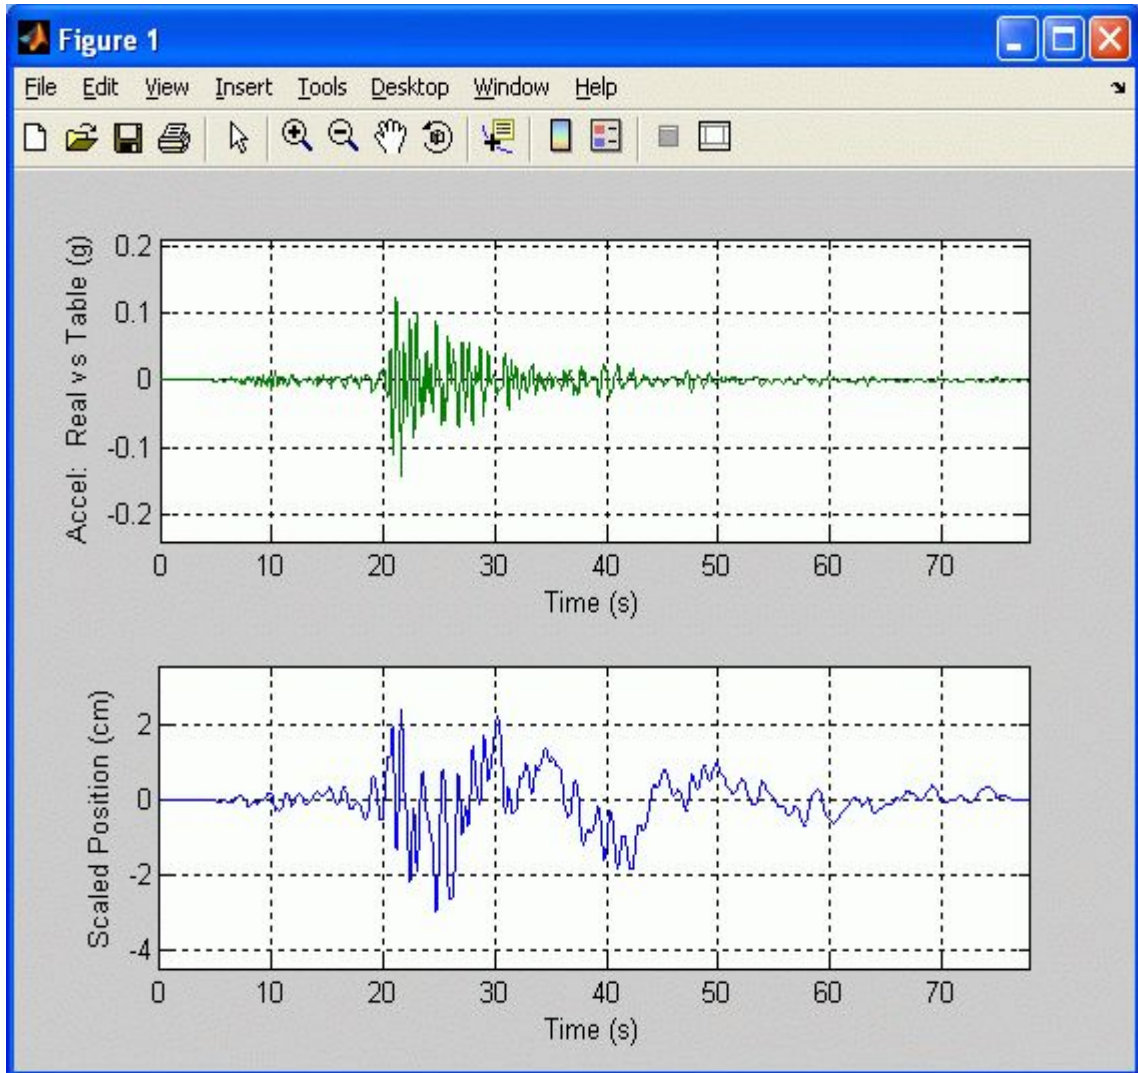 Figure 1
File Edit View Insert Tools Desktop Window Help
Accel: Real vs Table (g)
0.2
0.1
0
-0.1
-0.2
0 10 20 30 40 50 60 70
Time (s)
Scaled Position (cm)
2
0
-2
-4
0 10 20 30 40 50 60 70
Time (s)